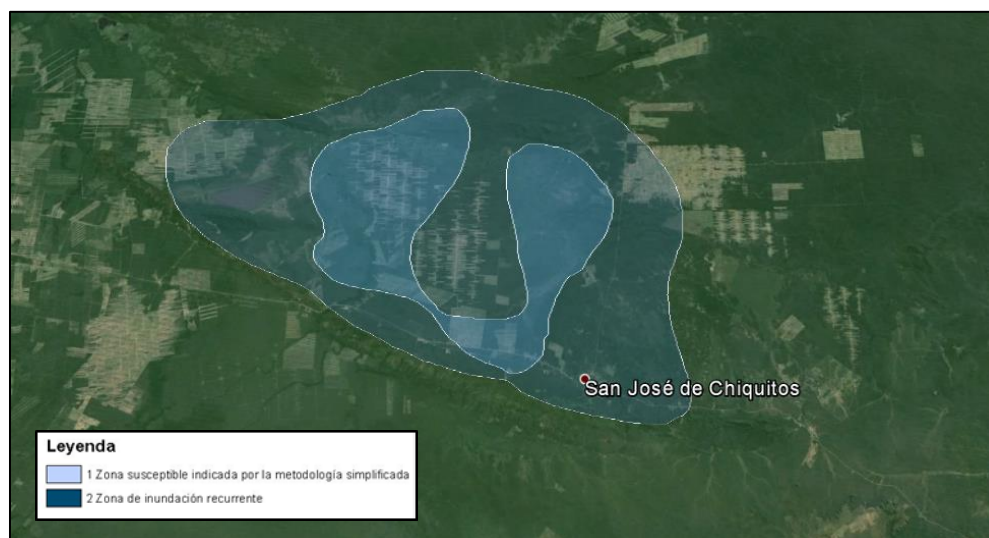 San José de Chiquitos
Leyenda
1 Zona susceptible indicada por la metodología simplificada
2 Zona de inundación recurrente